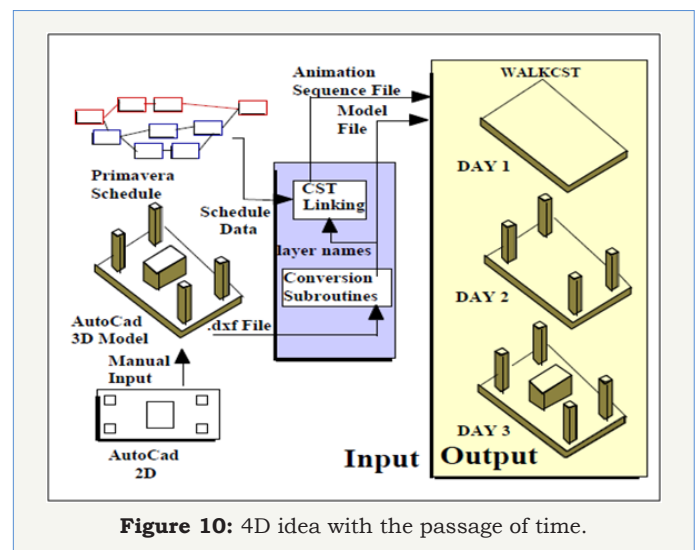 Animation
Sequence File
Model
File
WALKCST
Primavera
Schedule
Schedule
Data
CST
Linking
layer names
Conversion
Subroutines
.dxf File
AutoCad
3D Model
Manual
Input
AutoCad
2D
DAY 1
DAY 2
DAY 3
Input
Output
Figure 10: 4D idea with the passage of time.